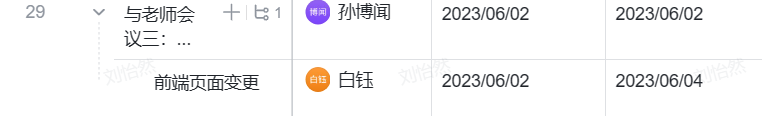 29 与老师会 1 博闻 孙博闻 2023/06/02 2023/06/02
议三：...
前端页面变更 白钰 白钰 2023/06/02 2023/06/04
刘怡然 刘怡然 刘怡然